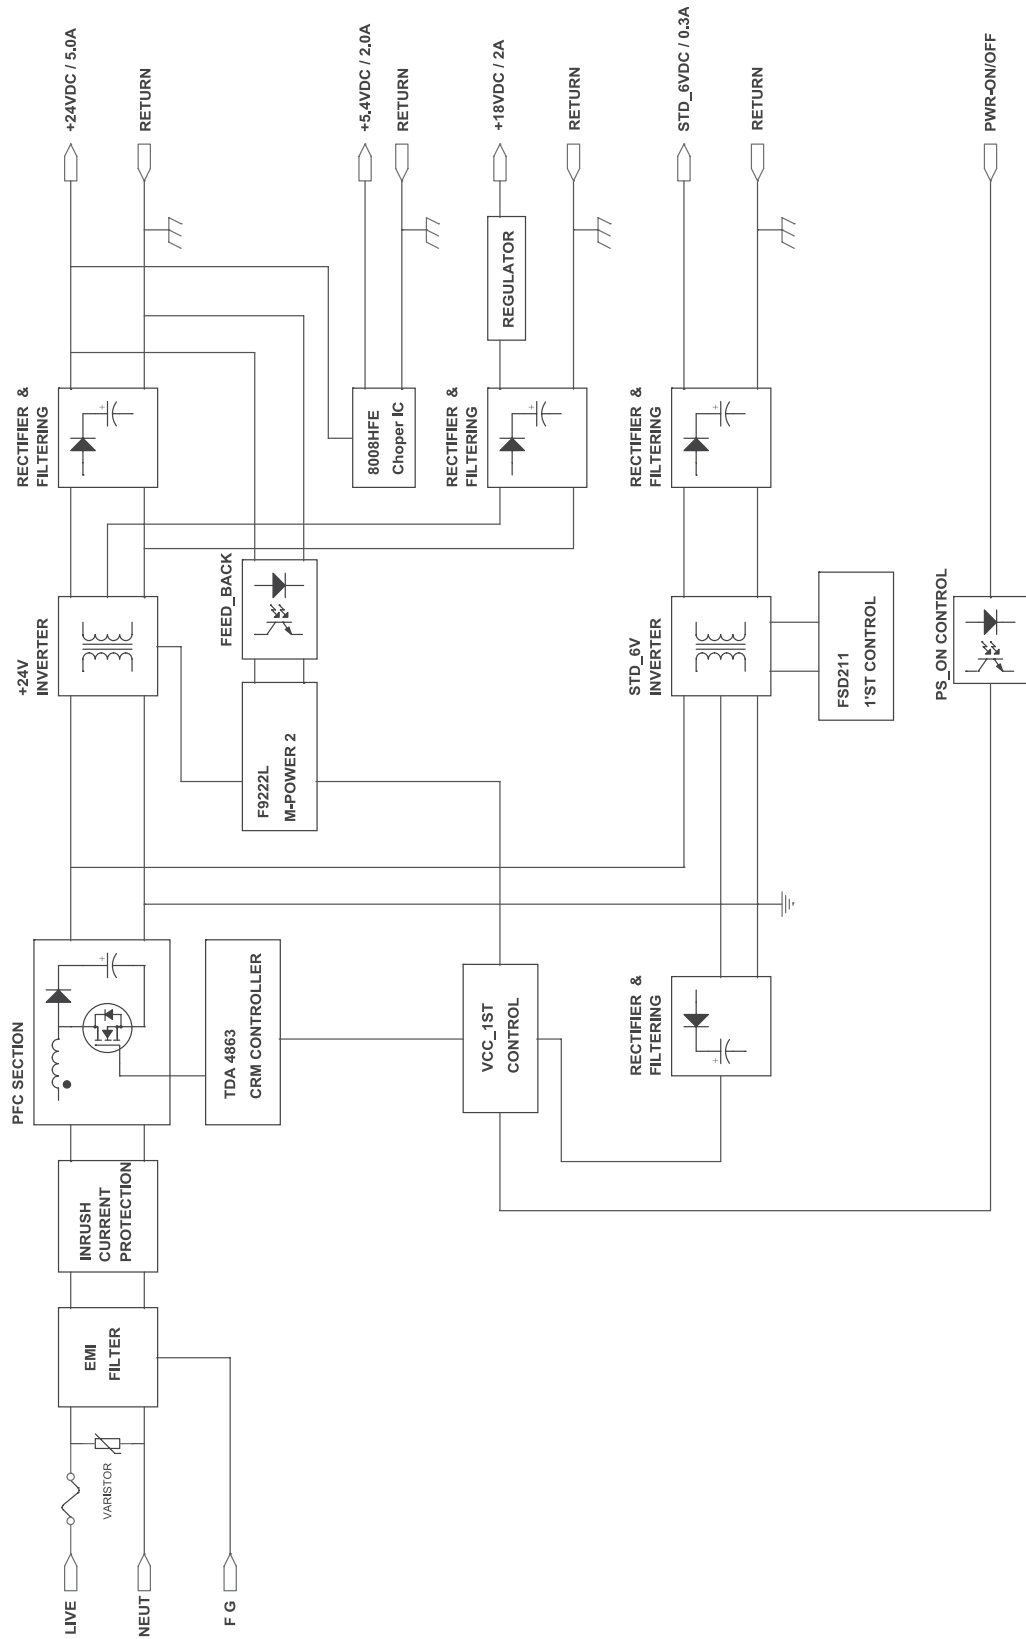 LIVE
NEUT
F G
VARISTOR
EMI
FILTER
INRUSH
CURRENT
PROTECTION
PFC SECTION
TDA 4863
CRM CONTROLLER
+24V
INVERTER
F9222L
M-POWER 2
FEED_BACK
RECTIFIER &
FILTERING
+24VDC / 5.0A
RETURN
8008HFE
Choper IC
+5.4VDC / 2.0A
RETURN
RECTIFIER &
FILTERING
REGULATOR
+18VDC / 2A
RETURN
VCC_1ST
CONTROL
RECTIFIER &
FILTERING
STD_6V
INVERTER
FSD211
1'ST CONTROL
RECTIFIER &
FILTERING
STD_6VDC / 0.3A
RETURN
PS_ON CONTROL
PWR-ON/OFF